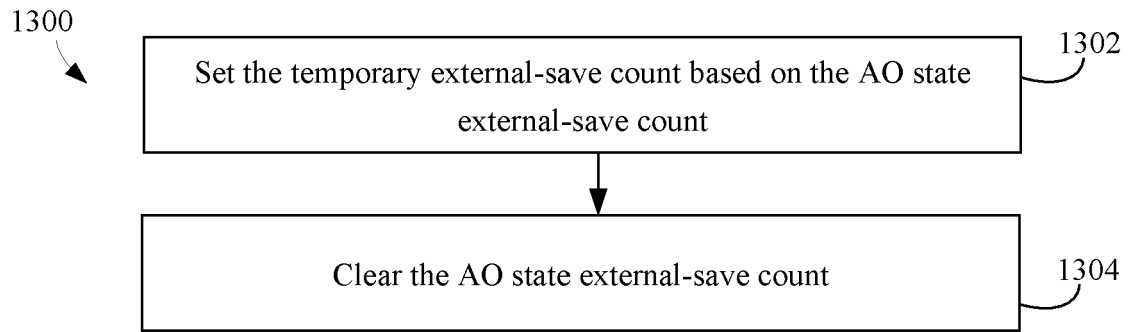 1300
1302
Set the temporary external-save count based on the AO state
external-save count
Clear the AO state external-save count
1304